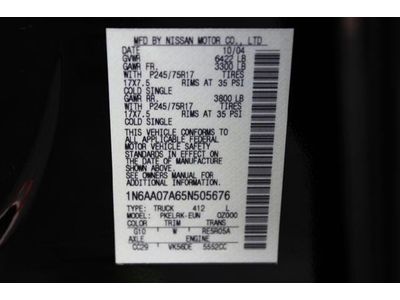 MFD BY NISSAN MOTOR CO., LTD
DATE 10/04
GVWR 6422 LB
GAWR FR. 3300 LB
WITH P245/75R17 TIRES
17X7.5 RIMS AT 35 PSI
COLD SINGLE
GAWR RR. 3800 LB
WITH P245/75R17 TIRES
17X7.5 RIMS AT 35 PSI
COLD SINGLE
THIS VEHICLE CONFORMS TO
ALL APPLICABLE FEDERAL
MOTOR VEHICLE SAFETY
STANDARDS IN EFFECT ON THE
DATE OF MANUFACTURE
SEE OWNERS MANUAL FOR
ADDITIONAL INFORMATION
1N6AA07A65N505676
TYPE: TRUCK 412 L
MODEL: PKELRK-EUN OZ000
COLOR TRIM TRANS
G10 W RE5R05A
AXLE ENGINE
CC29 VK56DE 5552CC